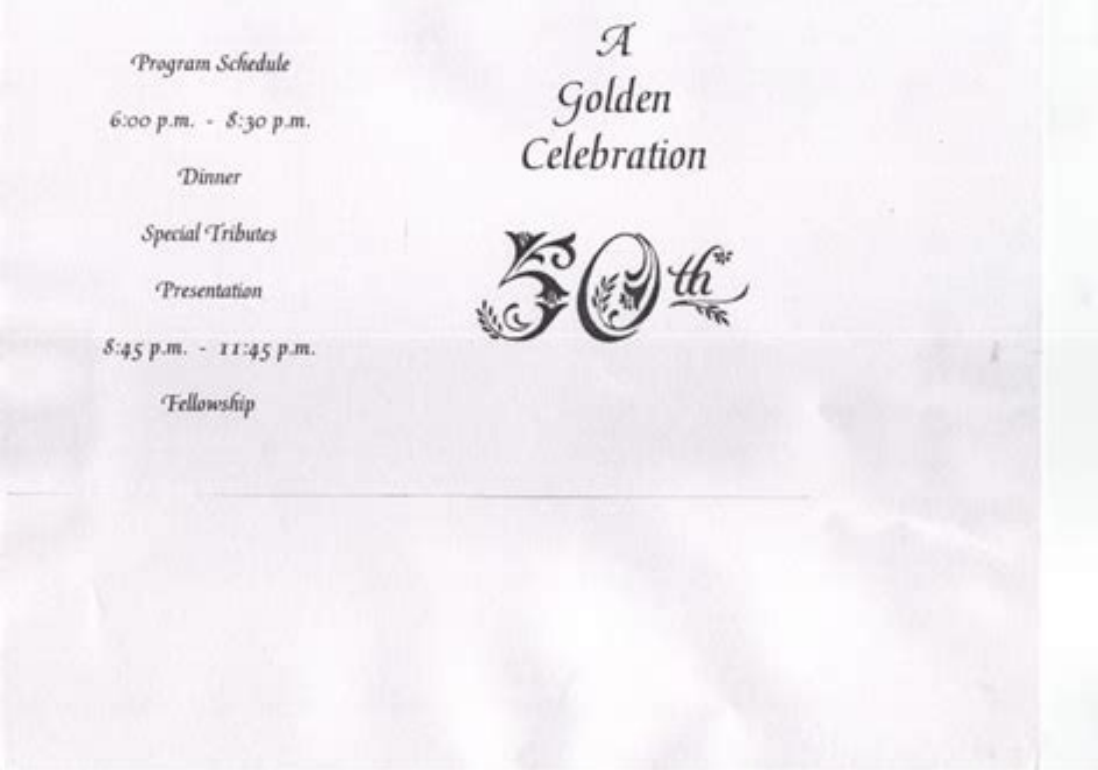 Program Schedule
6:00 p.m. - 8:30 p.m.
Dinner
Special Tributes
Presentation
8:45 p.m. - 11:45 p.m.
Fellowship
A
Golden
Celebration
50th